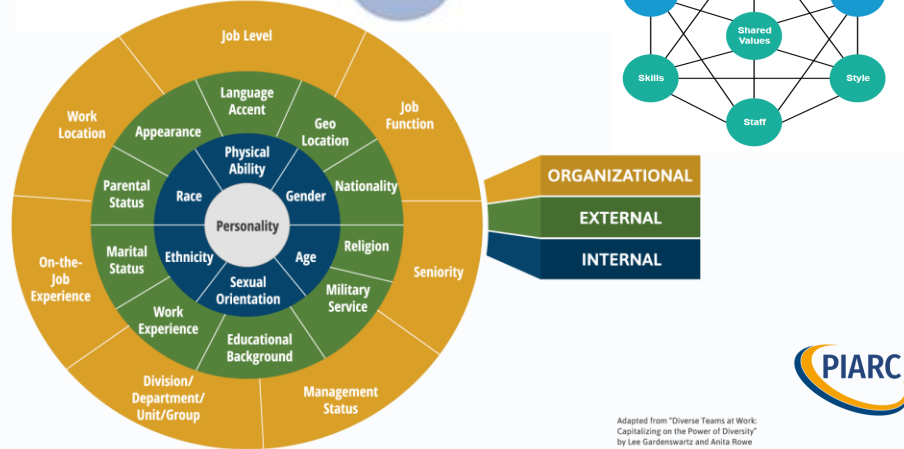 Job Level
Work
Location
Job
Function
On-the-
Job
Experience
Seniority
Division/
Department/
Unit/Group
Management
Status
Language
Accent
Appearance
Geo
Location
Parental
Status
Nationality
Marital
Status
Religion
Work
Experience
Military
Service
Educational
Background
Physical
Ability
Race
Gender
Ethnicity
Age
Sexual
Orientation
Personality
Shared
Values
Skills
Style
Staff
ORGANIZATIONAL
EXTERNAL
INTERNAL
PIARC
Adapted from "Diverse Teams at Work:
Capitalizing on the Power of Diversity"
by Lee Gardenswartz and Anita Rowe